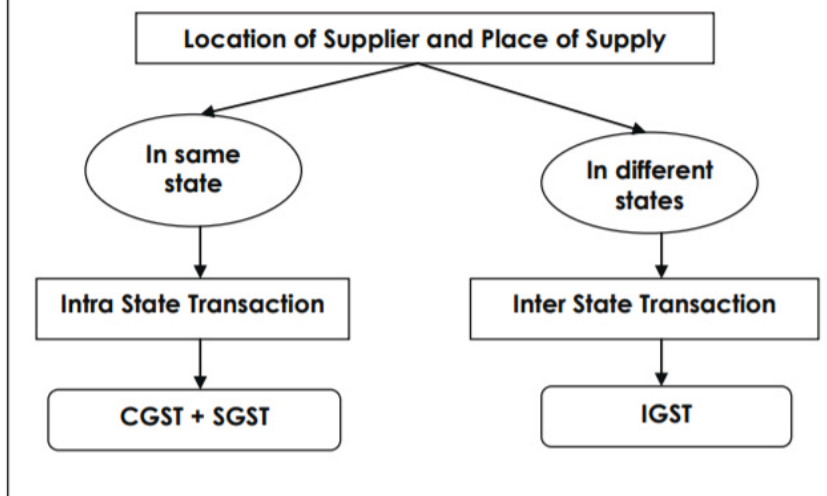 Location of Supplier and Place of Supply
In same
state
In different
states
Intra State Transaction
Inter State Transaction
CGST + SGST
IGST